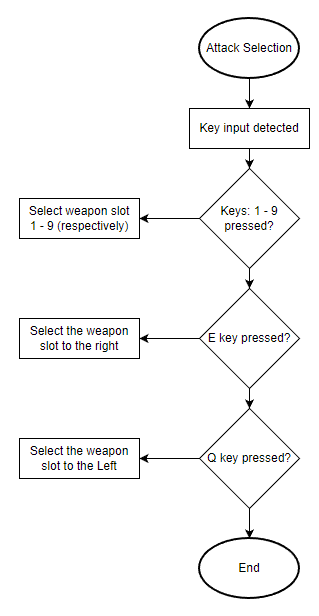 Attack Selection
Key input detected
Keys: 1 - 9
pressed?
Select weapon slot
1 - 9 (respectively)
E key pressed?
Select the weapon
slot to the right
Q key pressed?
Select the weapon
slot to the Left
End